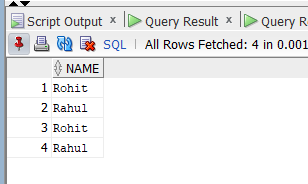 Script Output × Query Result × Query R
SQL | All Rows Fetched: 4 in 0.001
NAME
1 Rohit
2 Rahul
3 Rohit
4 Rahul